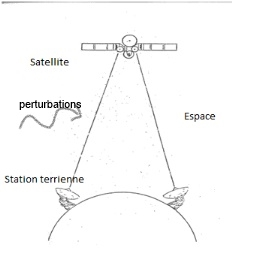 Satellite
perturbations
Espace
Station terrienne